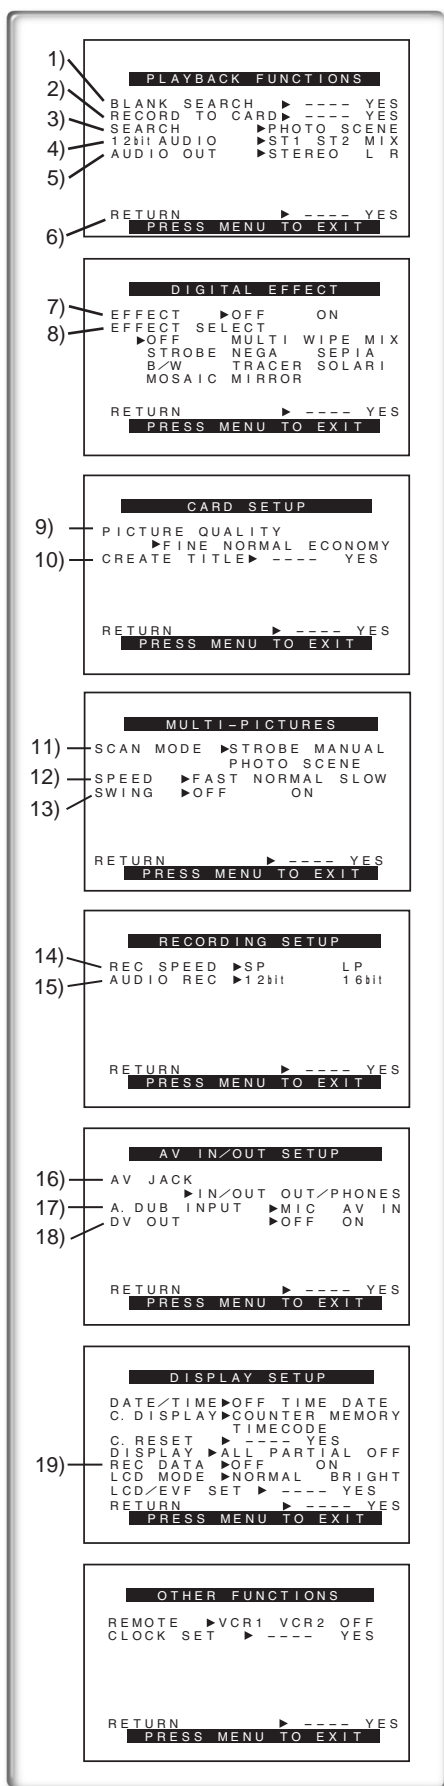 PLAYBACK FUNCTIONS
1) BLANK SEARCH ▶ ---- YES
2) RECORD TO CARD▶ ---- YES
3) SEARCH ▶PHOTO SCENE
4) 12bit AUDIO ▶ST1 ST2 MIX
5) AUDIO OUT ▶STEREO L R
6) RETURN ▶ ---- YES
PRESS MENU TO EXIT
DIGITAL EFFECT
7) EFFECT ▶OFF ON
8) EFFECT SELECT
▶OFF MULTI WIPE MIX
STROBE NEGA SEPIA
B/W TRACER SOLARI
MOSAIC MIRROR
RETURN ▶ ---- YES
PRESS MENU TO EXIT
CARD SETUP
9) PICTURE QUALITY
▶FINE NORMAL ECONOMY
10) CREATE TITLE▶ ---- YES
RETURN ▶ ---- YES
PRESS MENU TO EXIT
MULTI-PICTURES
11) SCAN MODE ▶STROBE MANUAL
PHOTO SCENE
12) SPEED ▶FAST NORMAL SLOW
13) SWING ▶OFF ON
RETURN ▶ ---- YES
PRESS MENU TO EXIT
RECORDING SETUP
14) REC SPEED ▶SP LP
15) AUDIO REC ▶12bit 16bit
RETURN ▶ ---- YES
PRESS MENU TO EXIT
AV IN/OUT SETUP
16) AV JACK
▶IN/OUT OUT/PHONES
17) A. DUB INPUT ▶MIC AV IN
18) DV OUT ▶OFF ON
RETURN ▶ ---- YES
PRESS MENU TO EXIT
DISPLAY SETUP
DATE/TIME▶OFF TIME DATE
C. DISPLAY▶COUNTER MEMORY
TIMECODE
C. RESET ▶ ---- YES
DISPLAY ▶ALL PARTIAL OFF
19) REC DATA ▶OFF ON
LCD MODE ▶NORMAL BRIGHT
LCD/EVF SET ▶ ---- YES
RETURN ▶ ---- YES
PRESS MENU TO EXIT
OTHER FUNCTIONS
REMOTE ▶VCR1 VCR2 OFF
CLOCK SET ▶ ---- YES
RETURN ▶ ---- YES
PRESS MENU TO EXIT